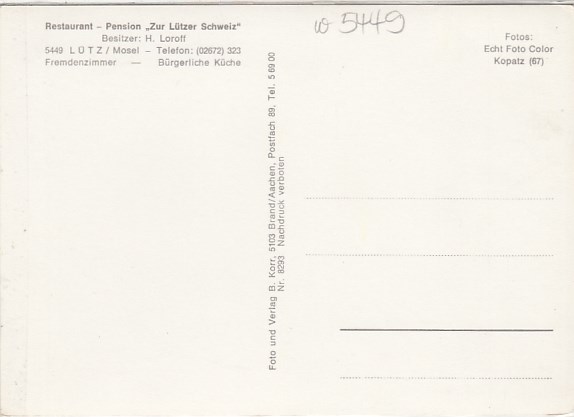 Restaurant – Pension „Zur Lützer Schweiz“
Besitzer: H. Loroff
5449 LÜTZ/Mosel – Telefon: (02672) 323
Fremdenzimmer — Bürgerliche Küche
w 5449
Fotos:
Echt Foto Color
Kopatz (67)
Foto und Verlag B. Korr, 5103 Brand/Aachen, Postfach 89, Tel. 5 69 00
Nr. 8293 Nachdruck verboten